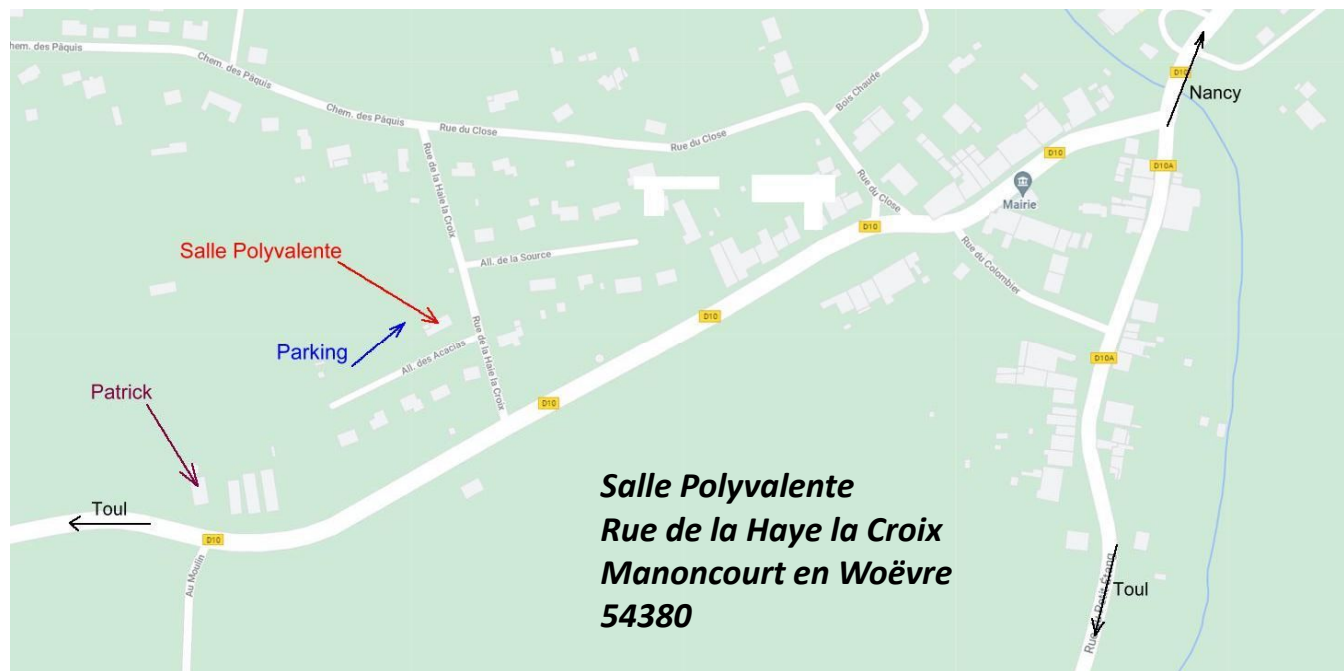 Chem. des Pâquis
Chem. des Pâquis
Chem. des Pâquis
Rue du Close
Rue du Close
Bois Chaude
D10
Nancy
D10
D10A
Mairie
Rue du Close
Rue de la Haie la Croix
All. de la Source
D10
Rue du Colombier
Salle Polyvalente
Parking
Rue de la Haie la Croix
All. des Acacias
D10
D10A
Patrick
D10
Toul
D10
Au Moulin
Salle Polyvalente
Rue de la Haye la Croix
Manoncourt en Woëvre
54380
Toul